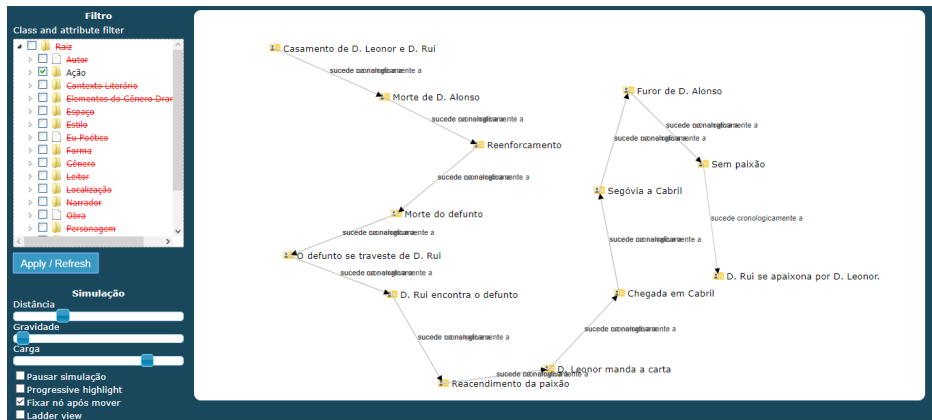 Filtro
Class and attribute filter
Raiz
Autor
Ação
Contexto Literário
Elementos do Gênero Drar
Espaço
Estilo
Eu-Poético
Forma
Gênero
Leitor
Localização
Narrador
Obra
Personagem
Apply / Refresh
Simulação
Distância
Gravidade
Carga
Pausar simulação
Progressive highlight
Fixar nó após mover
Ladder view
Casamento de D. Leonor e D. Rui
Morte de D. Alonso
Reenforcamento
Morte do defunto
O defunto se traveste de D. Rui
D. Rui encontra o defunto
Reacendimento da paixão
D. Leonor manda a carta
Chegada em Cabril
Segóvia a Cabril
Furor de D. Alonso
Sem paixão
sucede cronologicamente a
D. Rui se apaixona por D. Leonor.